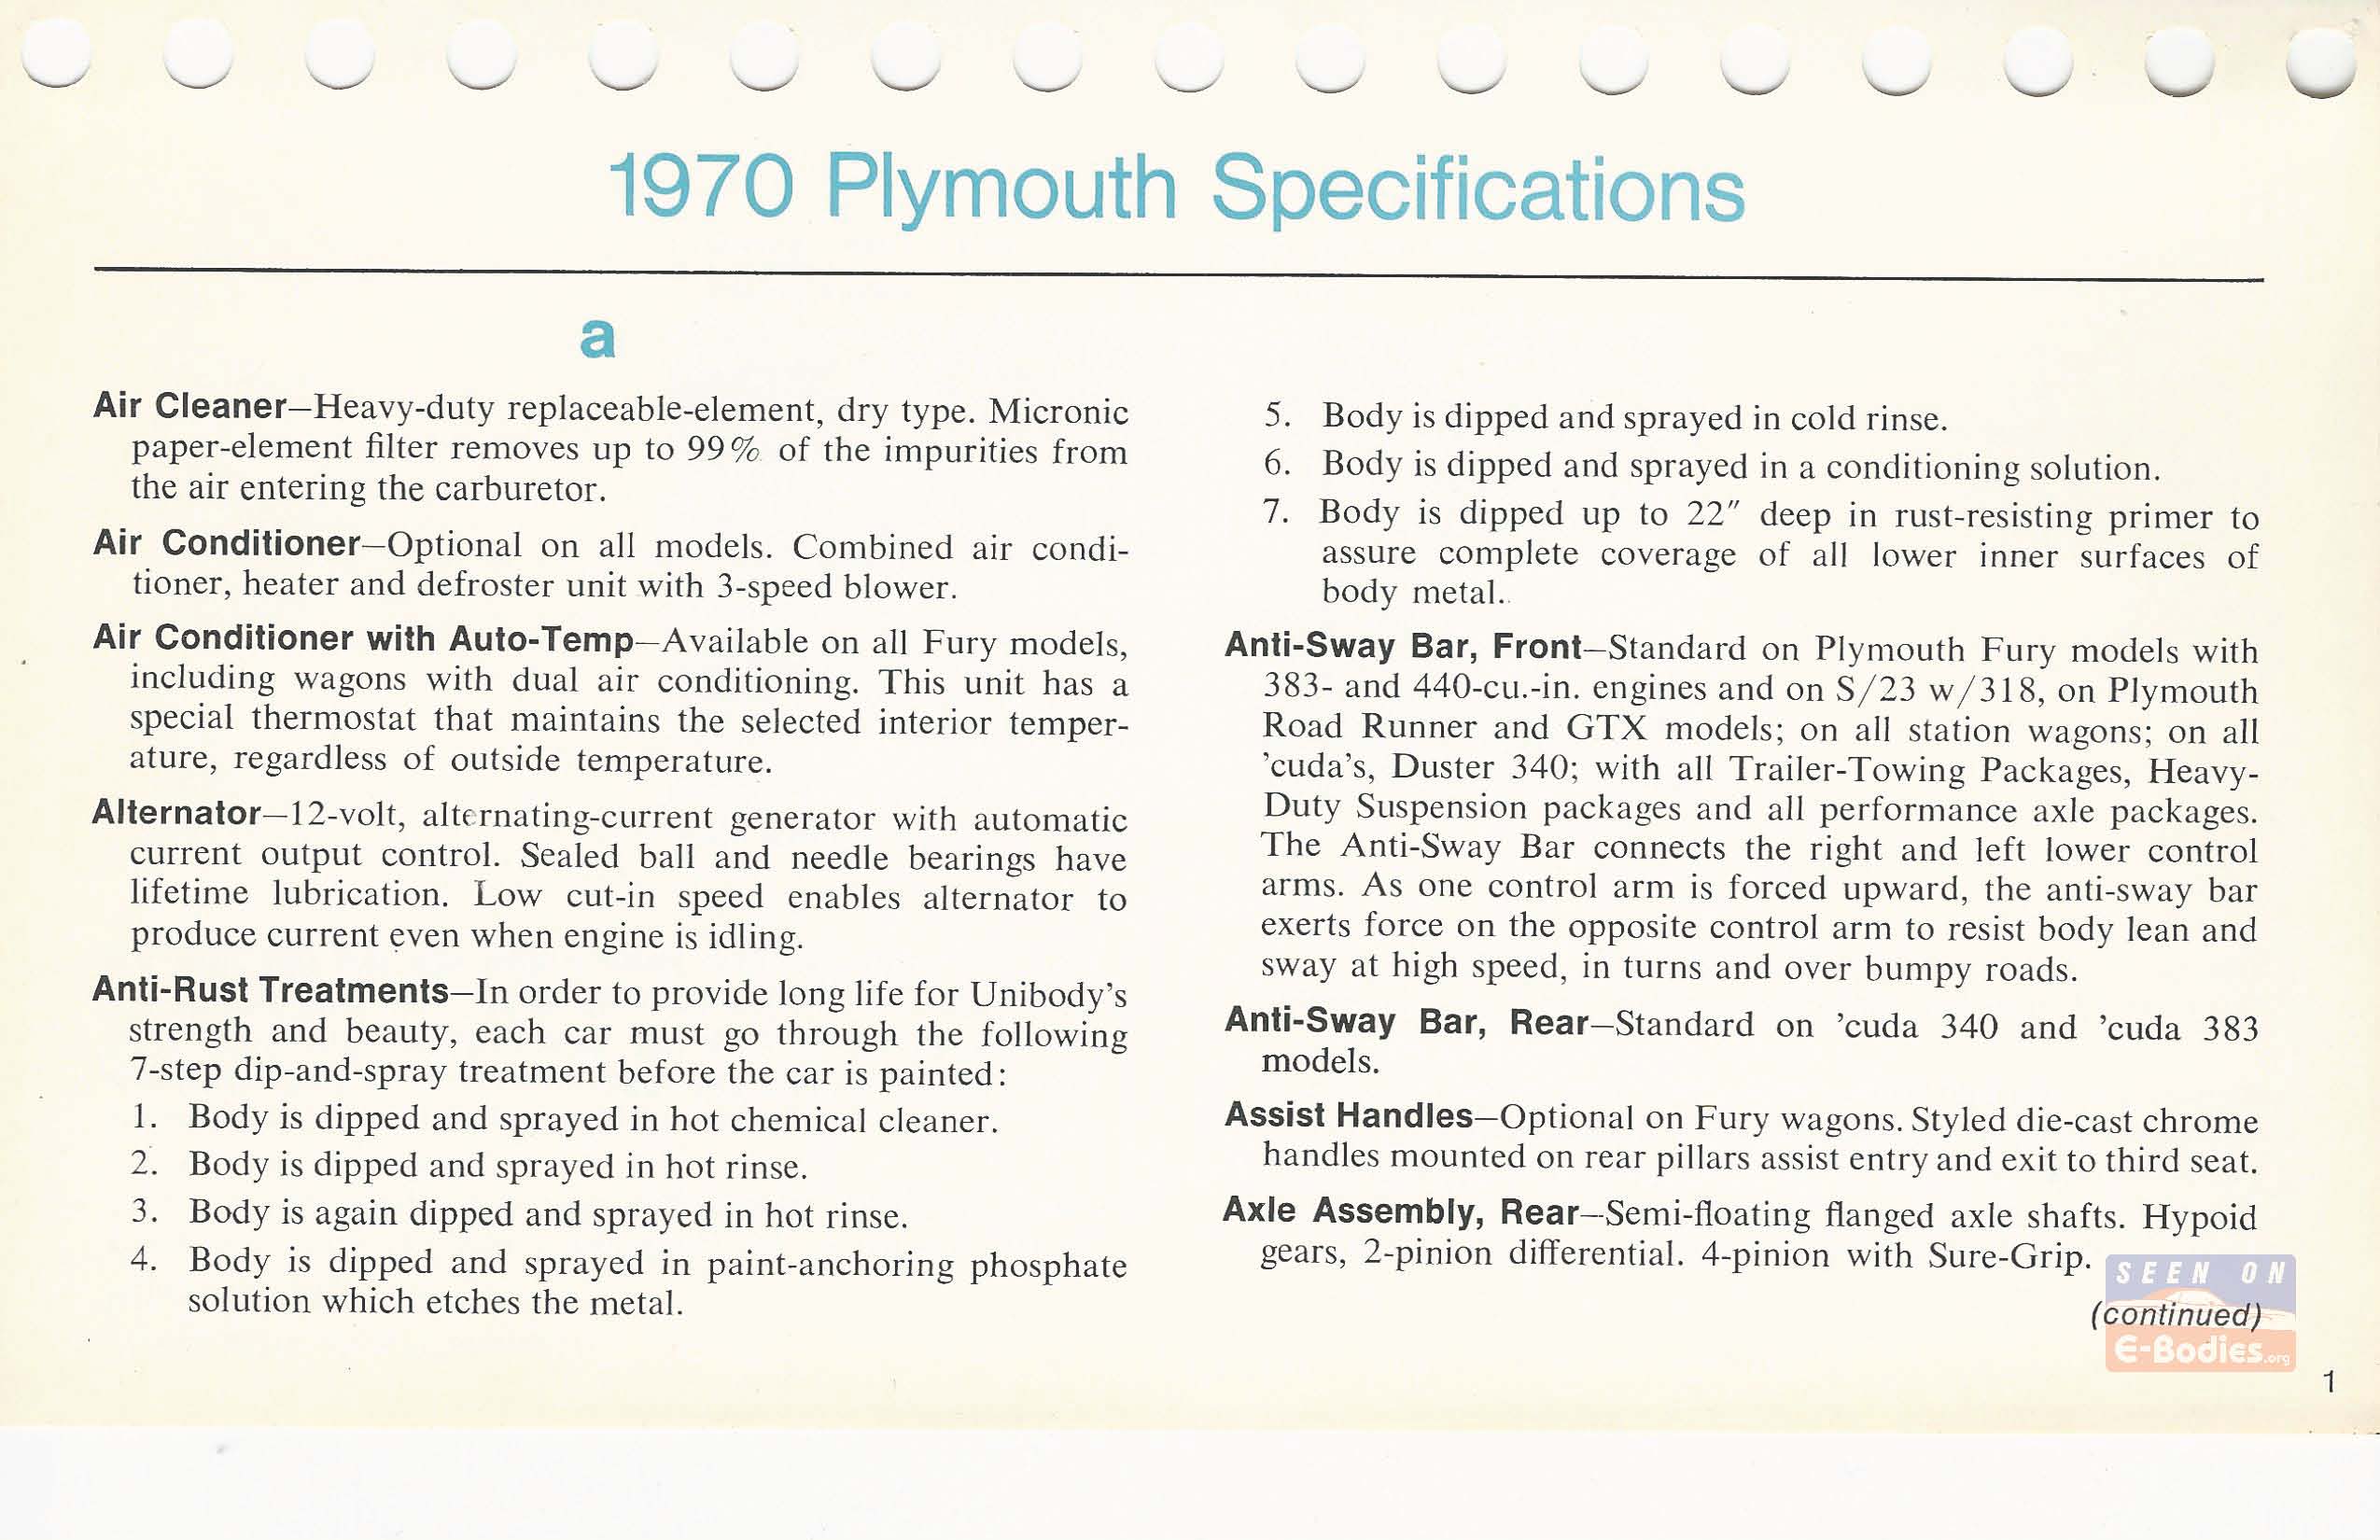 1970 Plymouth Specifications
a
Air Cleaner—Heavy-duty replaceable-element, dry type. Micronic
paper-element filter removes up to 99% of the impurities from
the air entering the carburetor.
Air Conditioner—Optional on all models. Combined air condi-
tioner, heater and defroster unit with 3-speed blower.
Air Conditioner with Auto-Temp—Available on all Fury models,
including wagons with dual air conditioning. This unit has a
special thermostat that maintains the selected interior temper-
ature, regardless of outside temperature.
Alternator—12-volt, alternating-current generator with automatic
current output control. Sealed ball and needle bearings have
lifetime lubrication. Low cut-in speed enables alternator to
produce current even when engine is idling.
Anti-Rust Treatments—In order to provide long life for Unibody's
strength and beauty, each car must go through the following
7-step dip-and-spray treatment before the car is painted:
1. Body is dipped and sprayed in hot chemical cleaner.
2. Body is dipped and sprayed in hot rinse.
3. Body is again dipped and sprayed in hot rinse.
4. Body is dipped and sprayed in paint-anchoring phosphate
solution which etches the metal.
5. Body is dipped and sprayed in cold rinse.
6. Body is dipped and sprayed in a conditioning solution.
7. Body is dipped up to 22″ deep in rust-resisting primer to
assure complete coverage of all lower inner surfaces of
body metal.
Anti-Sway Bar, Front—Standard on Plymouth Fury models with
383- and 440-cu.-in. engines and on S/23 w/318, on Plymouth
Road Runner and GTX models; on all station wagons; on all
'cuda's, Duster 340; with all Trailer-Towing Packages, Heavy-
Duty Suspension packages and all performance axle packages.
The Anti-Sway Bar connects the right and left lower control
arms. As one control arm is forced upward, the anti-sway bar
exerts force on the opposite control arm to resist body lean and
sway at high speed, in turns and over bumpy roads.
Anti-Sway Bar, Rear—Standard on 'cuda 340 and 'cuda 383
models.
Assist Handles—Optional on Fury wagons. Styled die-cast chrome
handles mounted on rear pillars assist entry and exit to third seat.
Axle Assembly, Rear—Semi-floating flanged axle shafts. Hypoid
gears, 2-pinion differential. 4-pinion with Sure-Grip.
SEEN ON
(continued)
E-Bodies.org
1